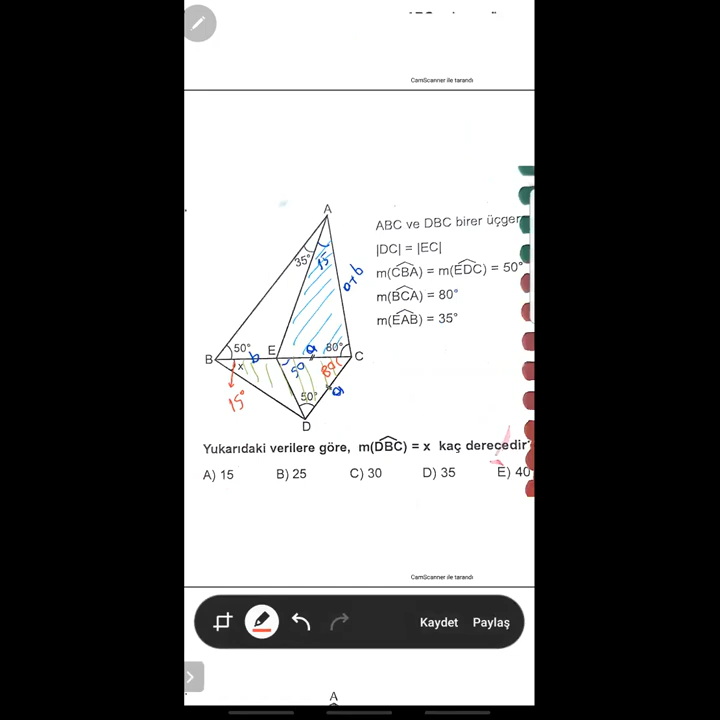 CamScanner ile tarandı
A
ABC ve DBC birer üçgen
|DC| = |EC|
m(CBA) = m(EDC) = 50°
m(BCA) = 80°
m(EAB) = 35°
35°
15
a+b
50°
E
a
80°
B
x
b
C
50
80
15°
50°
a
D
Yukarıdaki verilere göre, m(DBC) = x kaç derecedir
A) 15
B) 25
C) 30
D) 35
E) 40
CamScanner ile tarandı
Kaydet
Paylaş
A